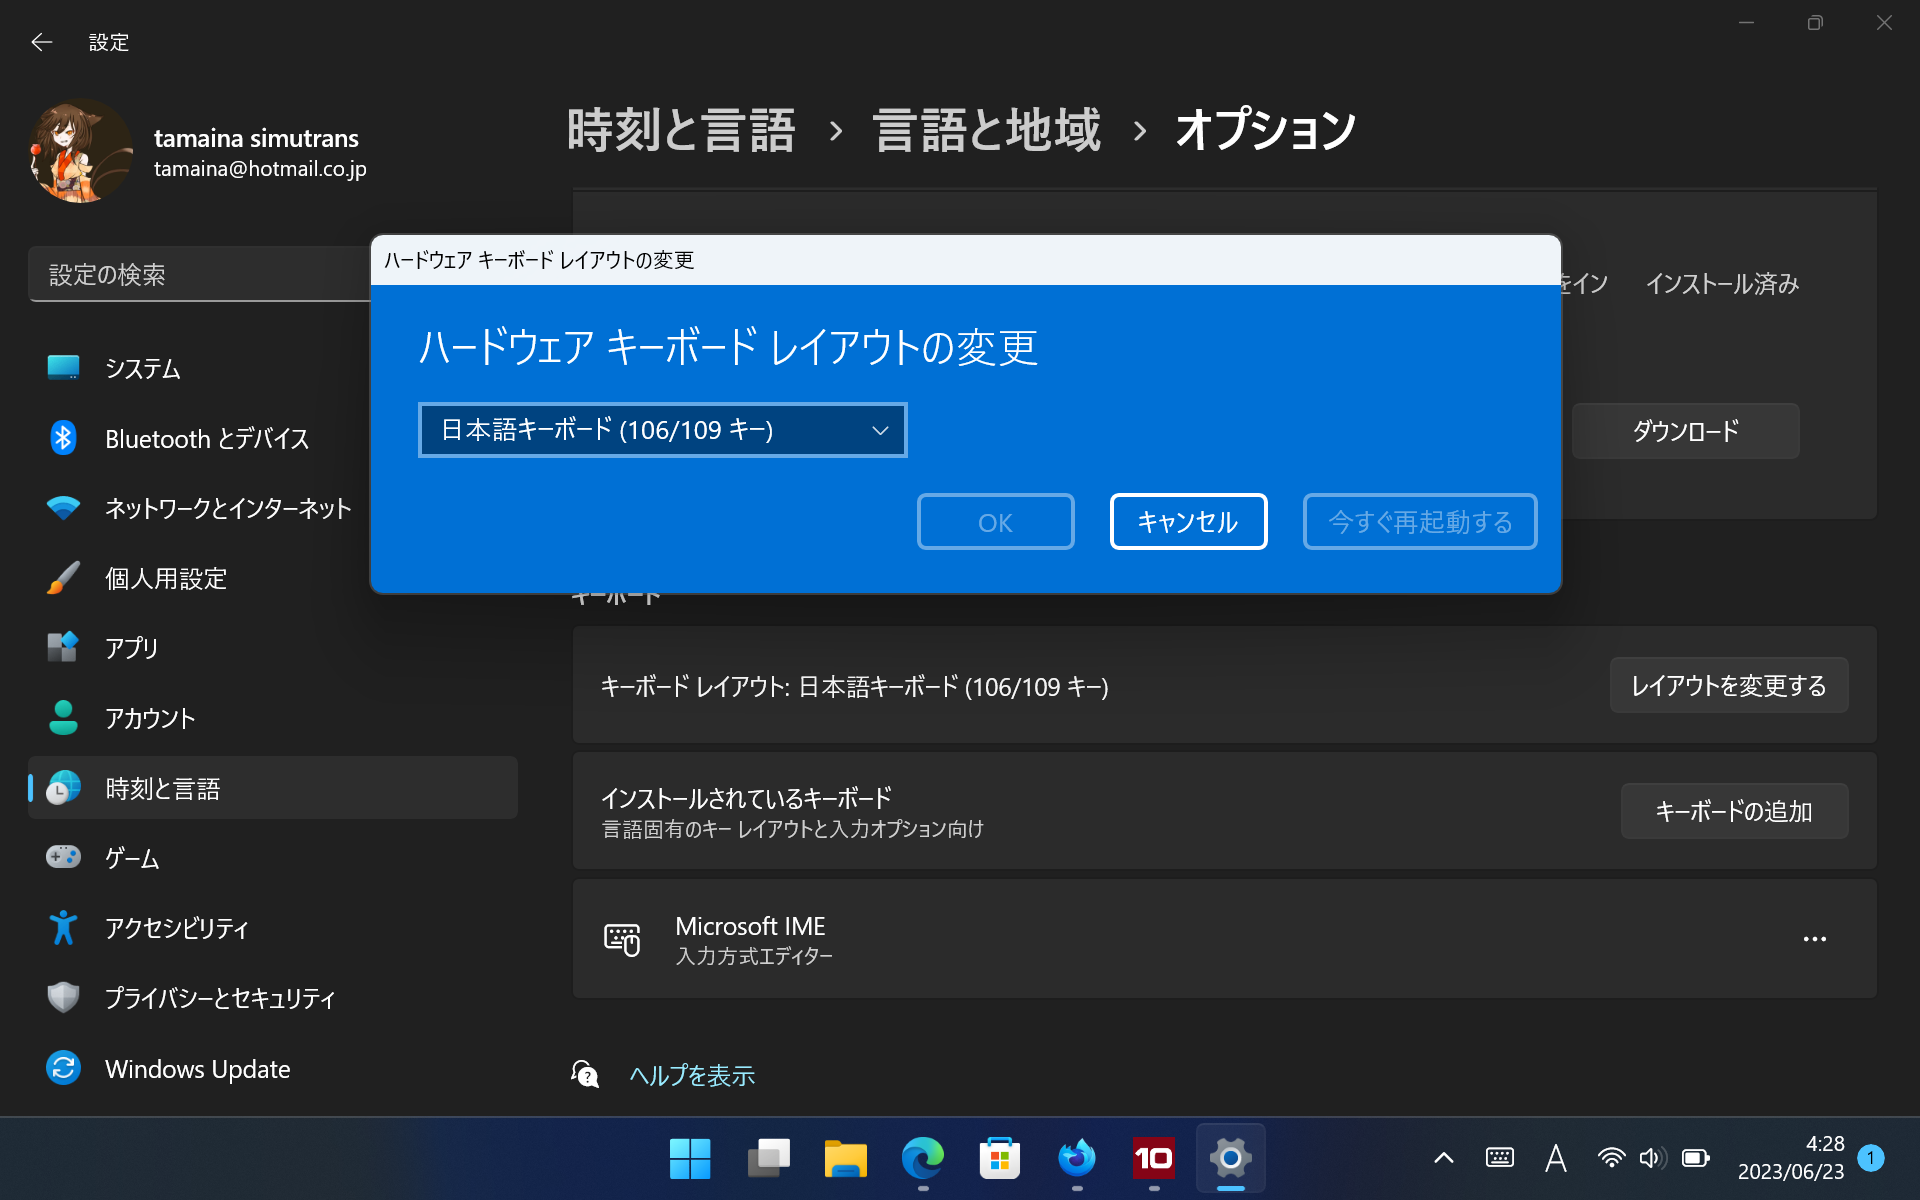 設定
tamaina simutrans
tamaina@hotmail.co.jp
設定の検索
システム
Bluetooth とデバイス
ネットワークとインターネット
個人用設定
アプリ
アカウント
時刻と言語
ゲーム
アクセシビリティ
プライバシーとセキュリティ
Windows Update
時刻と言語 › 言語と地域 › オプション
をイン インストール済み
ダウンロード
ハードウェア キーボード レイアウトの変更
ハードウェア キーボード レイアウトの変更
日本語キーボード (106/109 キー)
OK キャンセル 今すぐ再起動する
キーボード
キーボード レイアウト: 日本語キーボード (106/109 キー) レイアウトを変更する
インストールされているキーボード
言語固有のキー レイアウトと入力オプション向け
キーボードの追加
Microsoft IME
入力方式エディター
ヘルプを表示
10
A
4:28
2023/06/23
1